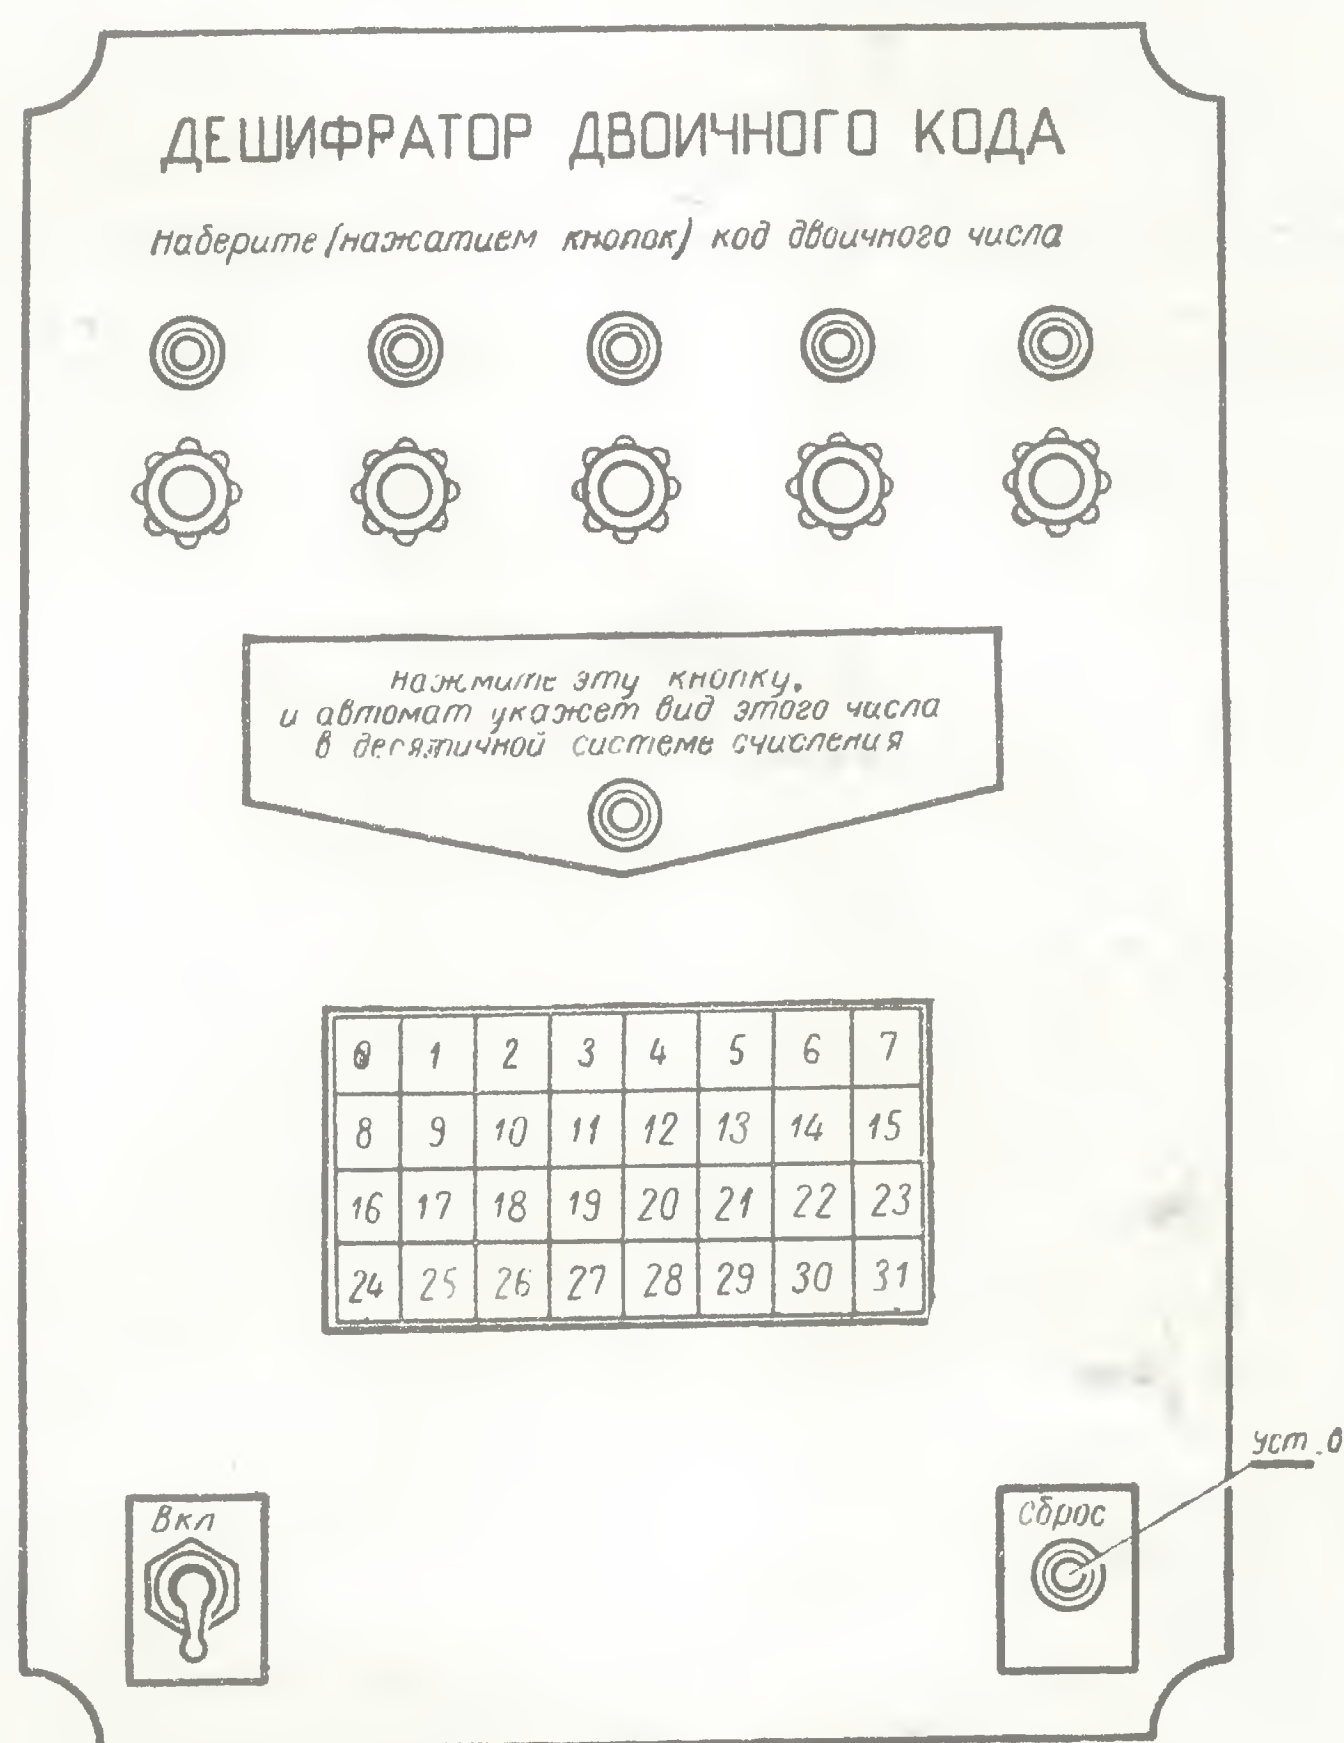 ДЕШИФРАТОР ДВОИЧНОГО КОДА
Наберите (нажатием кнопок) код двоичного числа
Нажмите эту кнопку,
и автомат укажет вид этого числа
в десятичной системе счисления
0 1 2 3 4 5 6 7
8 9 10 11 12 13 14 15
16 17 18 19 20 21 22 23
24 25 26 27 28 29 30 31
Уст. 0
Вкл
Сброс